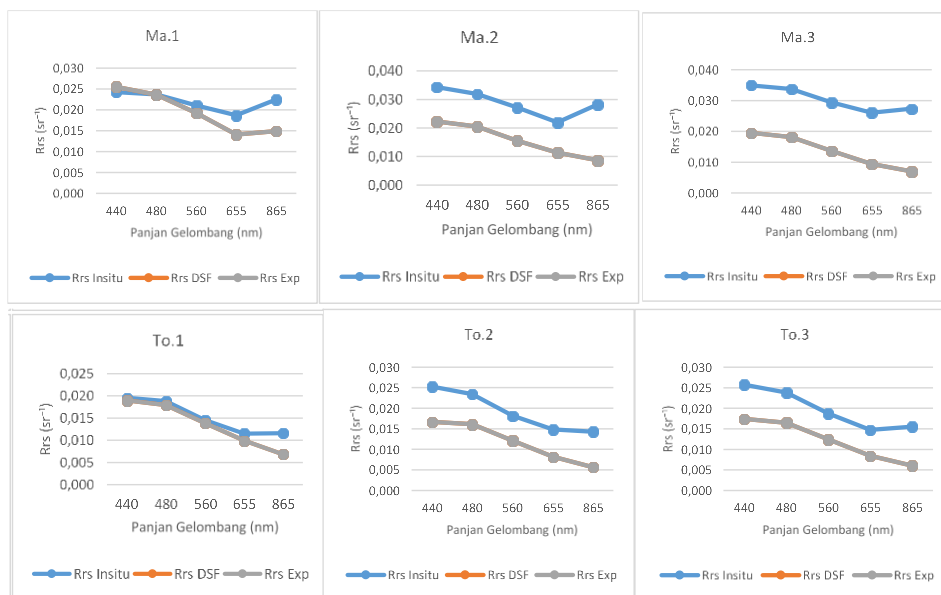 Ma.1
0,030
0,025
0,020
0,015
0,010
0,005
0,000
Rrs (sr⁻¹)
440 480 560 655 865
Panjan Gelombang (nm)
Rrs Insitu Rrs DSF Rrs Exp
Ma.2
0,040
0,030
0,020
0,010
0,000
Rrs (sr⁻¹)
440 480 560 655 865
Panjan Gelombang (nm)
Rrs Insitu Rrs DSF Rrs Exp
Ma.3
0,040
0,030
0,020
0,010
0,000
Rrs (sr⁻¹)
440 480 560 655 865
Panjan Gelombang (nm)
Rrs Insitu Rrs DSF Rrs Exp
To.1
0,025
0,020
0,015
0,010
0,005
0,000
Rrs (sr⁻¹)
440 480 560 655 865
Panjan Gelombang (nm)
Rrs Insitu Rrs DSF Rrs Exp
To.2
0,030
0,025
0,020
0,015
0,010
0,005
0,000
Rrs (sr⁻¹)
440 480 560 655 865
Panjan Gelombang (nm)
Rrs Insitu Rrs DSF Rrs Exp
To.3
0,030
0,025
0,020
0,015
0,010
0,005
0,000
Rrs (sr⁻¹)
440 480 560 655 865
Panjan Gelombang (nm)
Rrs Insitu Rrs DSF Rrs Exp